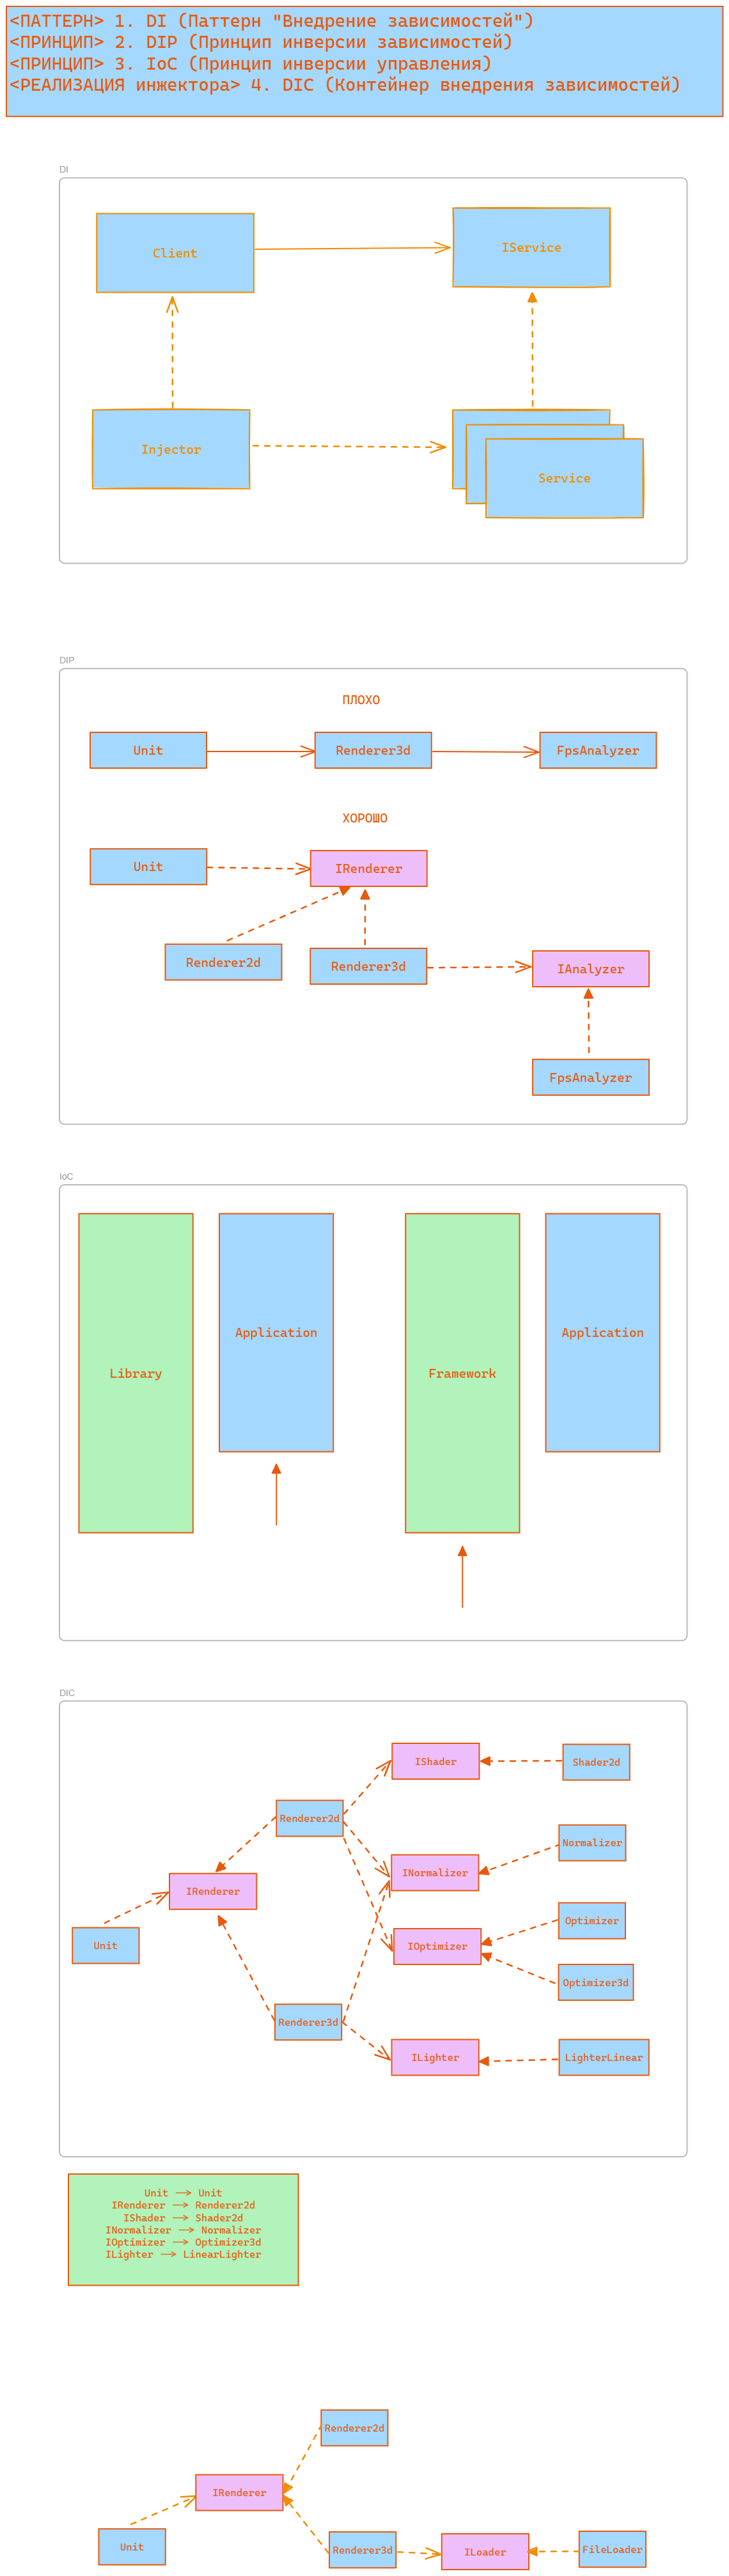 <ПАТТЕРН> 1. DI (Паттерн "Внедрение зависимостей")
<ПРИНЦИП> 2. DIP (Принцип инверсии зависимостей)
<ПРИНЦИП> 3. IoC (Принцип инверсии управления)
<РЕАЛИЗАЦИЯ инжектора> 4. DIC (Контейнер внедрения зависимостей)
DI
Client
IService
Injector
Service
DIP
ПЛОХО
Unit
Renderer3d
FpsAnalyzer
ХОРОШО
Unit
IRenderer
Renderer2d
Renderer3d
IAnalyzer
FpsAnalyzer
IoC
Library
Application
Framework
Application
DIC
IShader
Shader2d
Renderer2d
Normalizer
INormalizer
IRenderer
Optimizer
Unit
IOptimizer
Optimizer3d
Renderer3d
ILighter
LighterLinear
Unit —> Unit
IRenderer —> Renderer2d
IShader —> Shader2d
INormalizer —> Normalizer
IOptimizer —> Optimizer3d
ILighter —> LinearLighter
Renderer2d
IRenderer
Unit
Renderer3d
ILoader
FileLoader